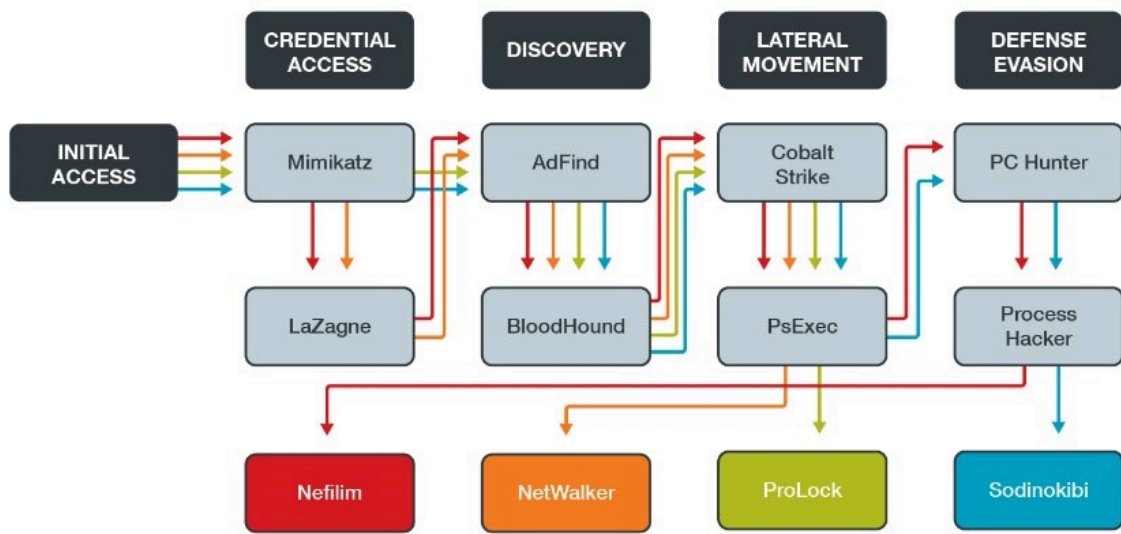 CREDENTIAL
ACCESS
DISCOVERY
LATERAL
MOVEMENT
DEFENSE
EVASION
INITIAL
ACCESS
Mimikatz
AdFind
Cobalt
Strike
PC Hunter
LaZagne
BloodHound
PsExec
Process
Hacker
Nefilim
NetWalker
ProLock
Sodinokibi